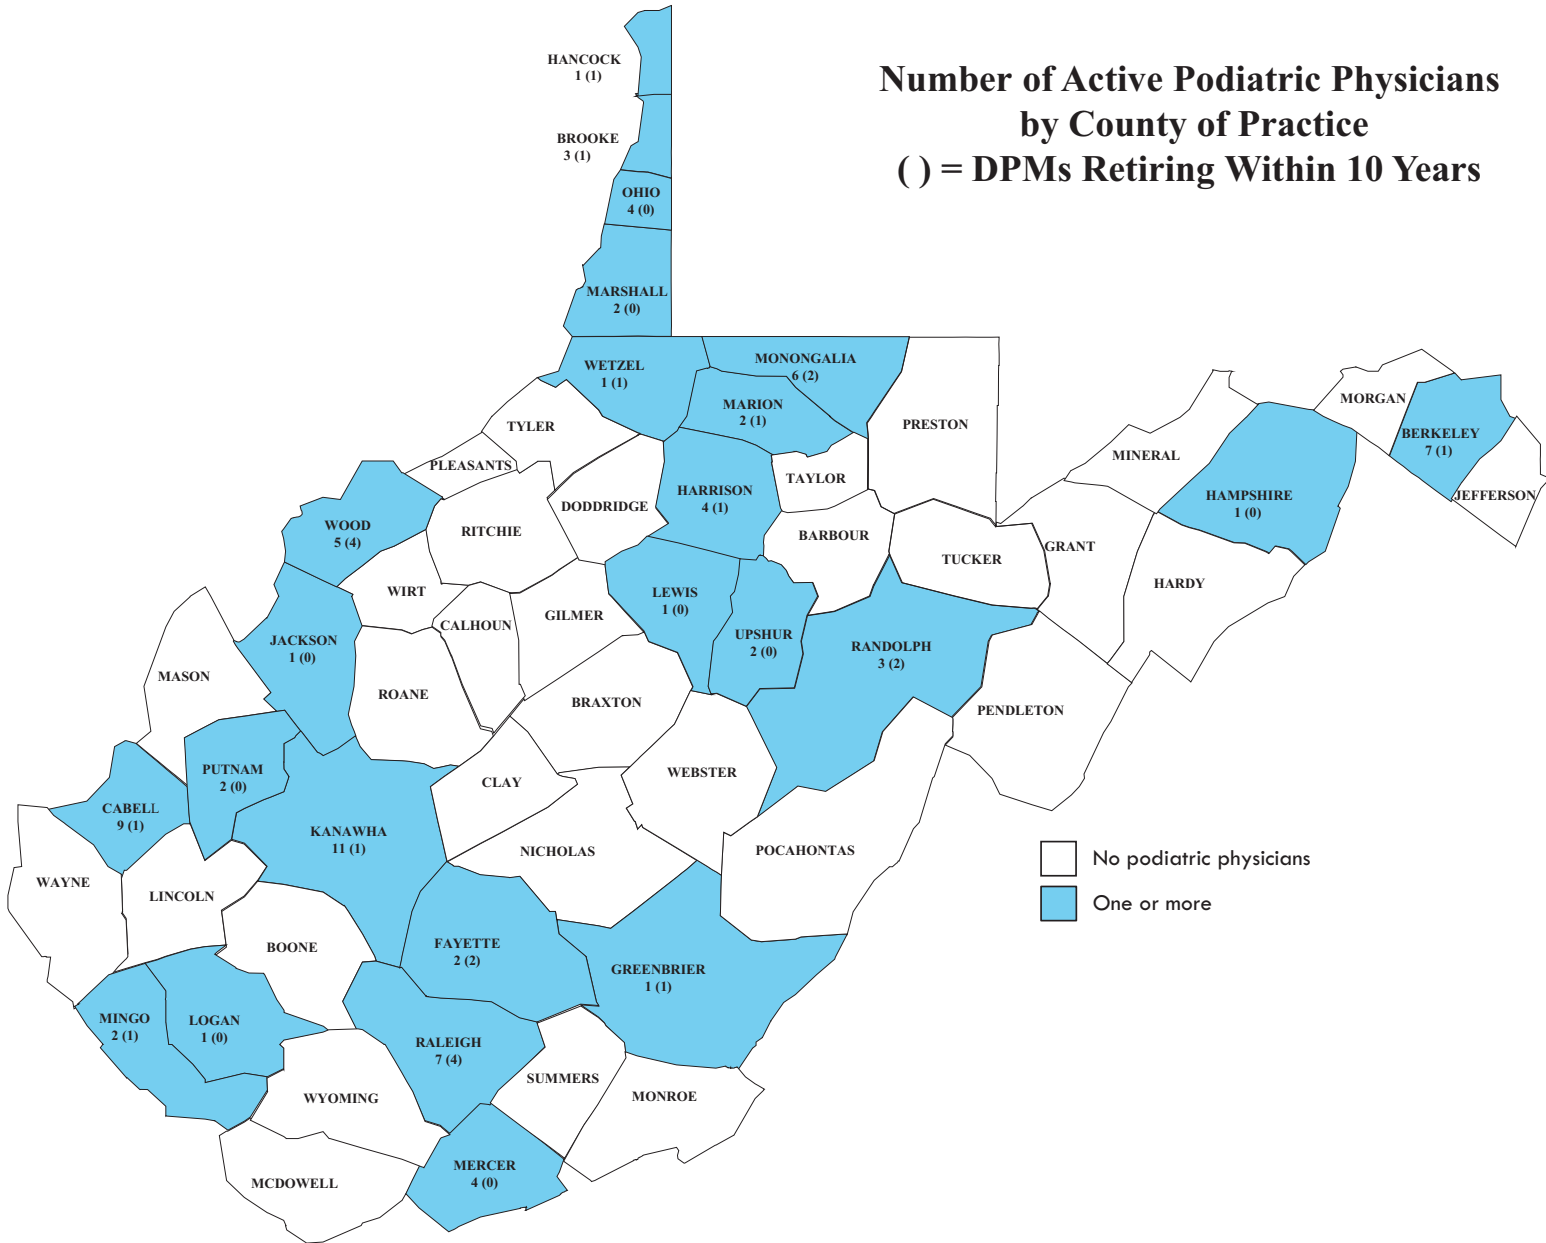 Number of Active Podiatric Physicians
by County of Practice
( ) = DPMs Retiring Within 10 Years
HANCOCK
1 (1)
BROOKE
3 (1)
OHIO
4 (0)
MARSHALL
2 (0)
WETZEL
1 (1)
MONONGALIA
6 (2)
MARION
2 (1)
PRESTON
TYLER
PLEASANTS
DODDRIDGE
HARRISON
4 (1)
TAYLOR
MINERAL
HAMPSHIRE
1 (0)
MORGAN
BERKELEY
7 (1)
JEFFERSON
WOOD
5 (4)
RITCHIE
BARBOUR
TUCKER
GRANT
HARDY
WIRT
CALHOUN
GILMER
LEWIS
1 (0)
UPSHUR
2 (0)
RANDOLPH
3 (2)
JACKSON
1 (0)
MASON
ROANE
BRAXTON
PENDLETON
PUTNAM
2 (0)
CABELL
9 (1)
CLAY
WEBSTER
KANAWHA
11 (1)
NICHOLAS
POCAHONTAS
WAYNE
LINCOLN
BOONE
FAYETTE
2 (2)
GREENBRIER
1 (1)
MINGO
2 (1)
LOGAN
1 (0)
RALEIGH
7 (4)
SUMMERS
MONROE
WYOMING
MERCER
4 (0)
MCDOWELL
No podiatric physicians
One or more